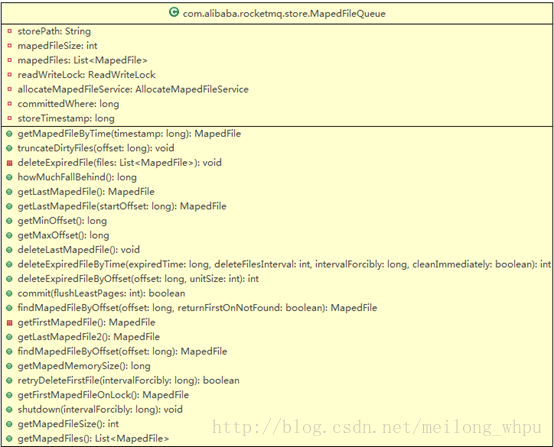 C com.alibaba.rocketmq.store.MapedFileQueue
storePath: String
mapedFileSize: int
mapedFiles: List<MapedFile>
readWriteLock: ReadWriteLock
allocateMapedFileService: AllocateMapedFileService
committedWhere: long
storeTimestamp: long
getMapedFileByTime(timestamp: long): MapedFile
truncateDirtyFiles(offset: long): void
deleteExpiredFile(files: List<MapedFile>): void
howMuchFallBehind(): long
getLastMapedFile(): MapedFile
getLastMapedFile(startOffset: long): MapedFile
getMinOffset(): long
getMaxOffset(): long
deleteLastMapedFile(): void
deleteExpiredFileByTime(expiredTime: long, deleteFilesInterval: int, intervalForcibly: long, cleanImmediately: boolean): int
deleteExpiredFileByOffset(offset: long, unitSize: int): int
commit(flushLeastPages: int): boolean
findMapedFileByOffset(offset: long, returnFirstOnNotFound: boolean): MapedFile
getFirstMapedFile(): MapedFile
getLastMapedFile2(): MapedFile
findMapedFileByOffset(offset: long): MapedFile
getMapedMemorySize(): long
retryDeleteFirstFile(intervalForcibly: long): boolean
getFirstMapedFileOnLock(): MapedFile
shutdown(intervalForcibly: long): void
getMapedFileSize(): int
getMapedFiles(): List<MapedFile>
http://blog.csdn.net/meilong_whpu